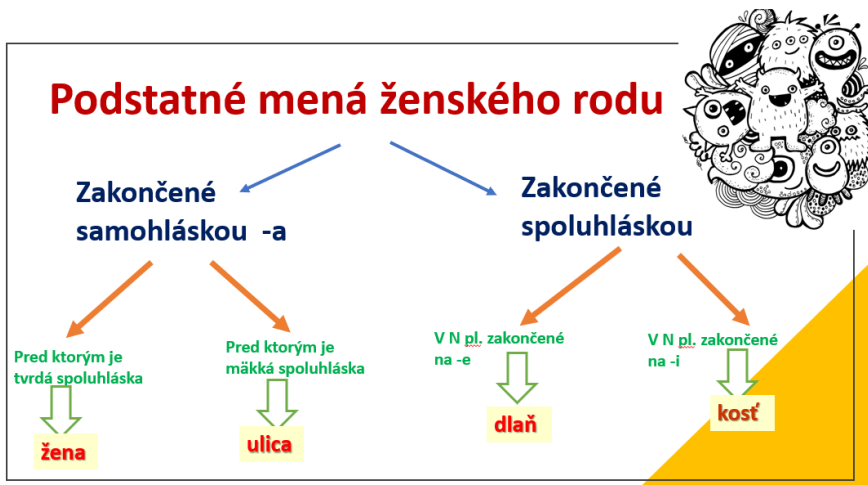 Podstatné mená ženského rodu
Zakončené
samohláskou -a
Zakončené
spoluhláskou
Pred ktorým je
tvrdá spoluhláska
Pred ktorým je
mäkká spoluhláska
V N pl. zakončené
na -e
V N pl. zakončené
na -i
žena
ulica
dlaň
kosť